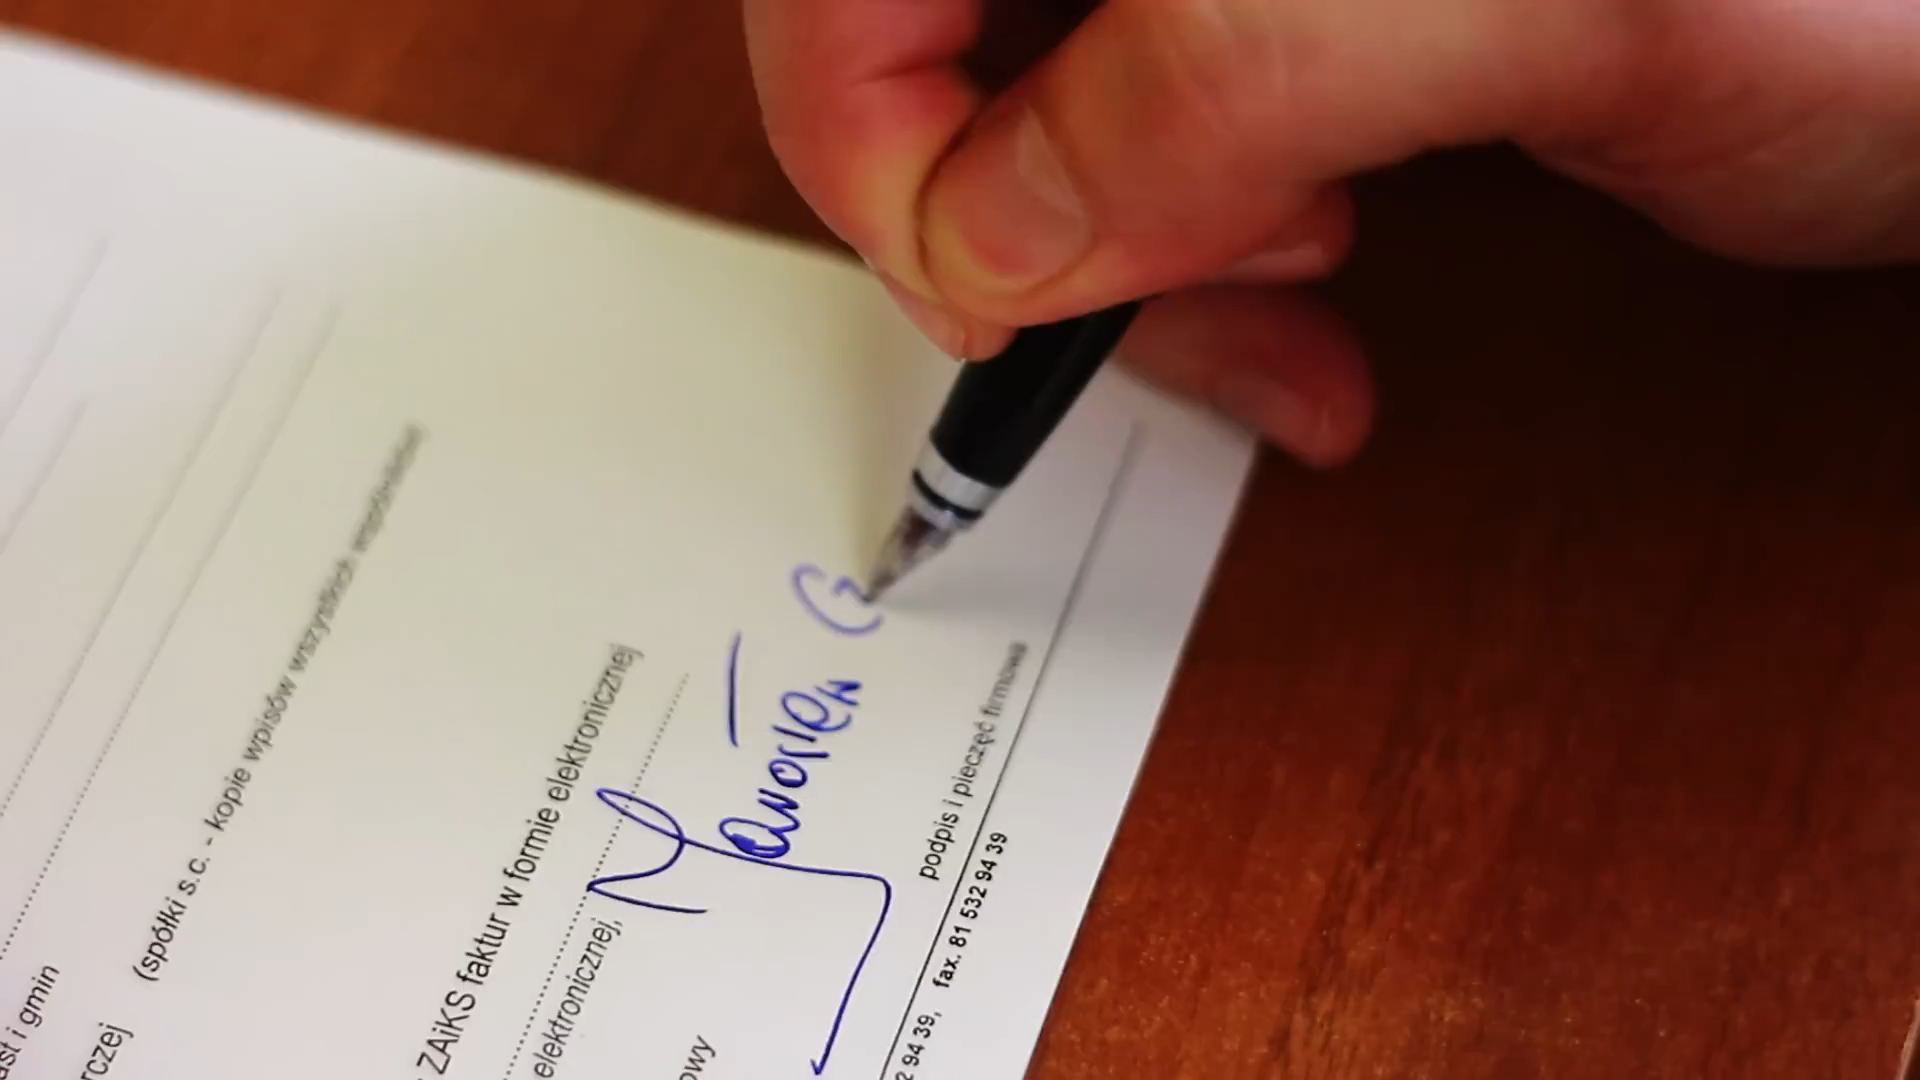 ast i gmin
rczej
(spółki s.c. - kopie wpisów wszystkich wspólników)
ZAiKS faktur w formie elektronicznej
elektronicznej,
owy
podpis i pieczęć firmowa
2 94 39, fax. 81 532 94 39